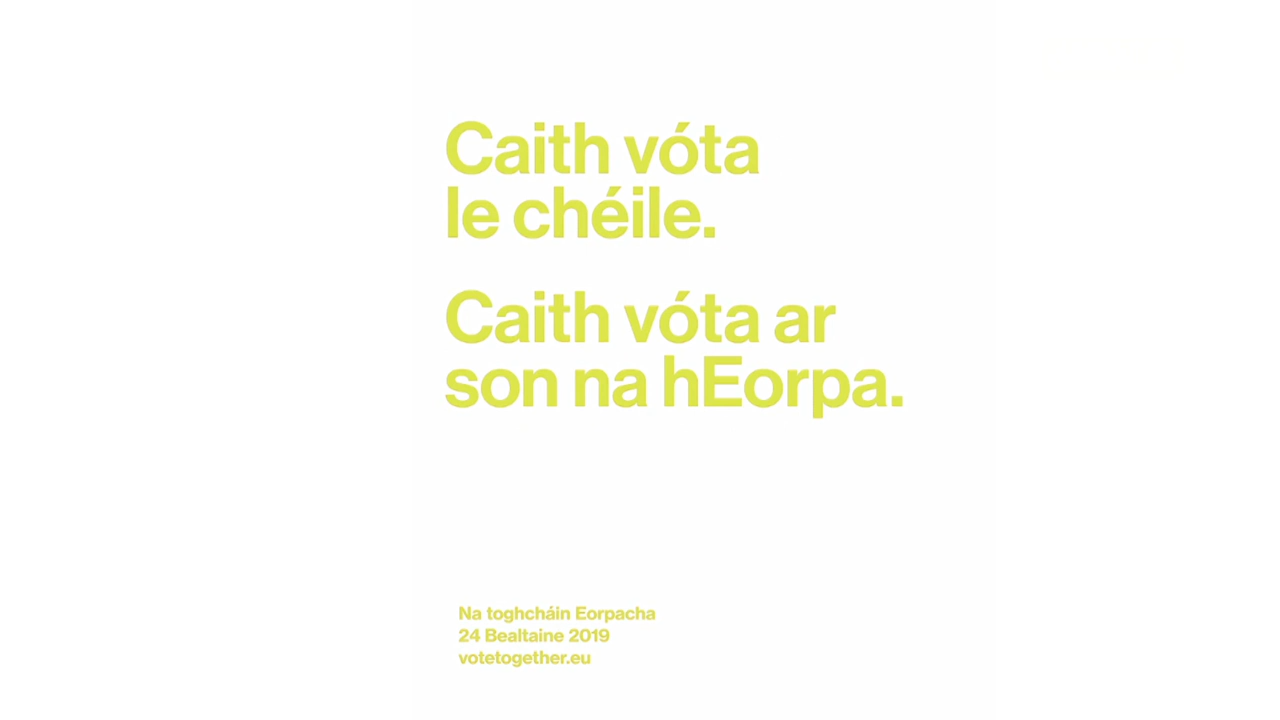 Caith vóta
le chéile.
Caith vóta ar
son na hEorpa.
Na toghcháin Eorpacha
24 Bealtaine 2019
votetogether.eu